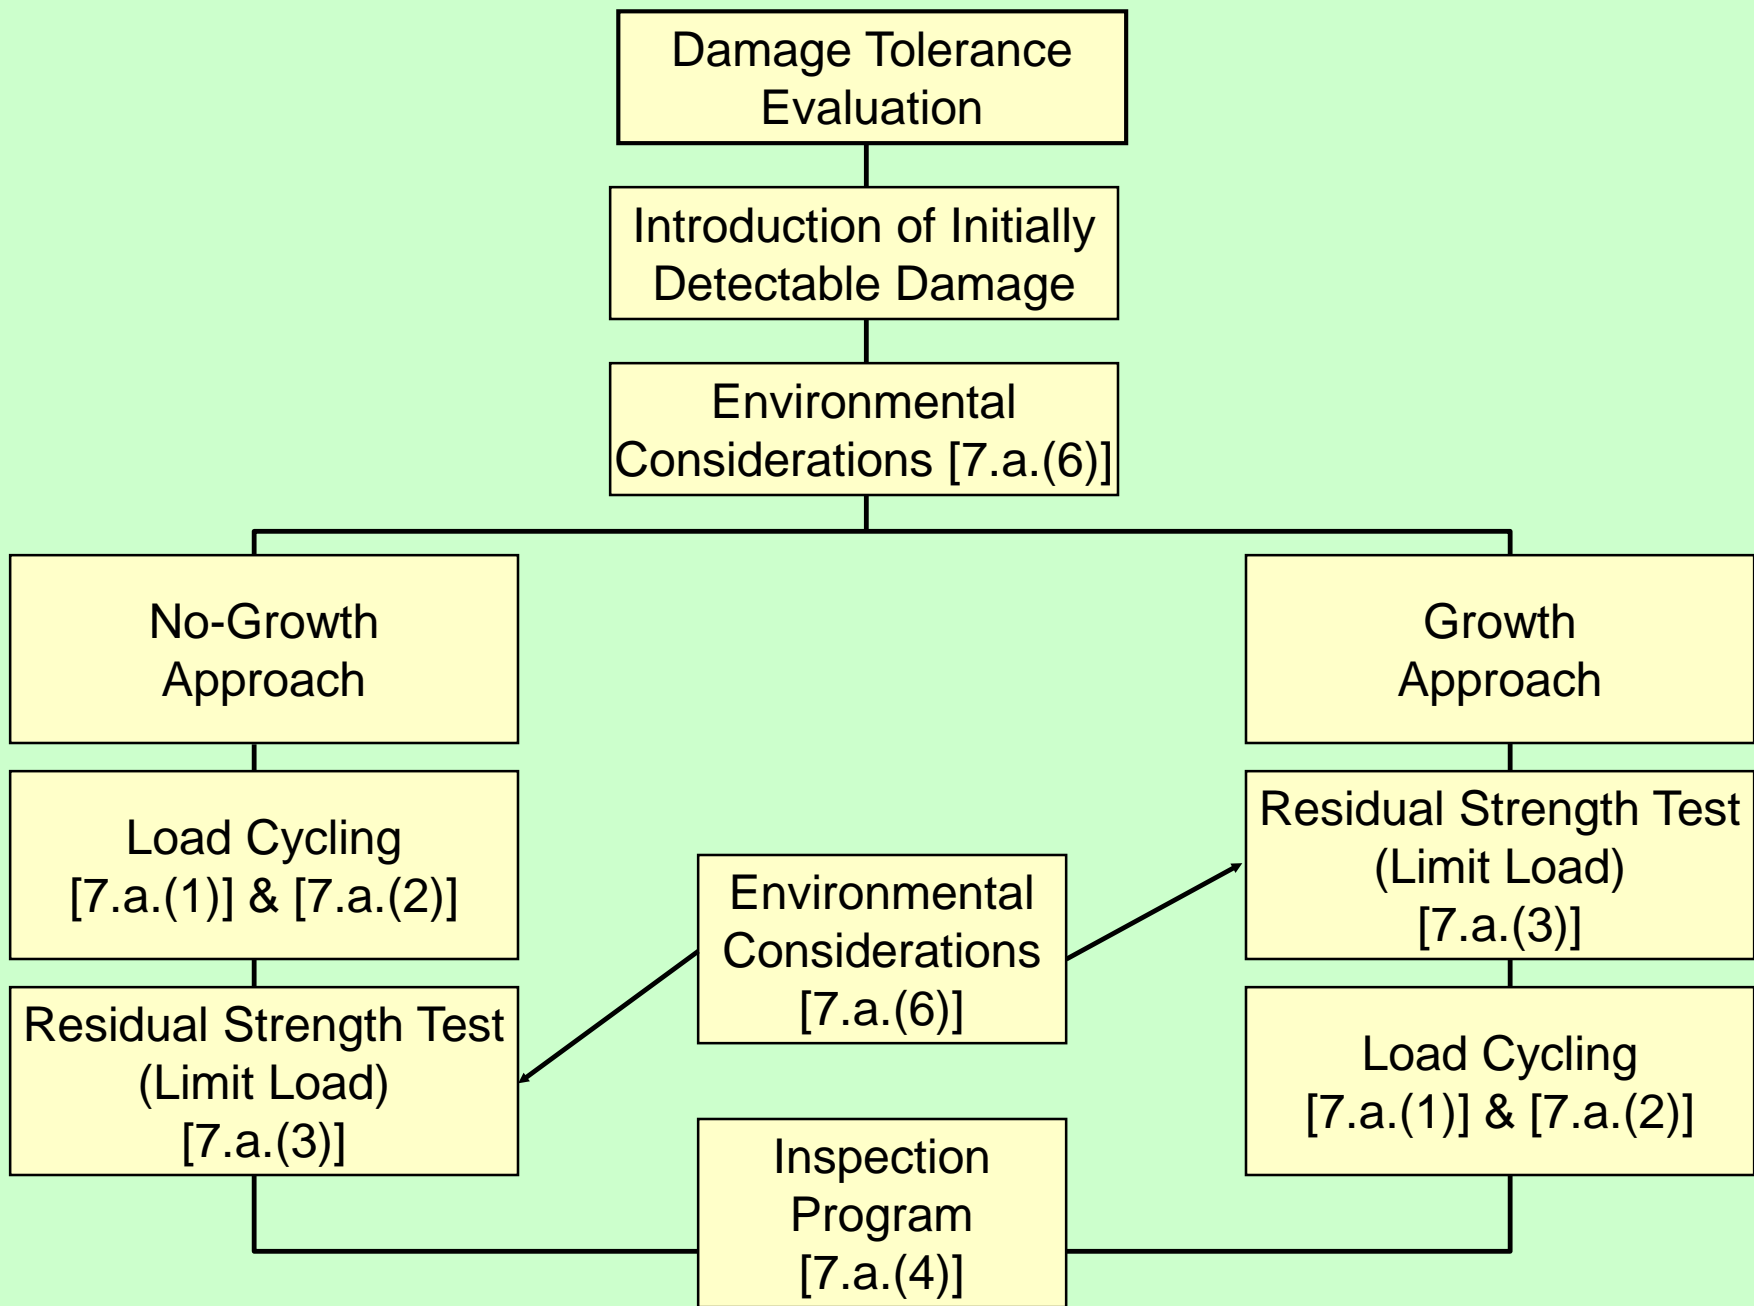 Damage Tolerance
Evaluation
Introduction of Initially
Detectable Damage
Environmental
Considerations [7.a.(6)]
No-Growth
Approach
Growth
Approach
Load Cycling
[7.a.(1)] & [7.a.(2)]
Residual Strength Test
(Limit Load)
[7.a.(3)]
Environmental
Considerations
[7.a.(6)]
Residual Strength Test
(Limit Load)
[7.a.(3)]
Load Cycling
[7.a.(1)] & [7.a.(2)]
Inspection
Program
[7.a.(4)]